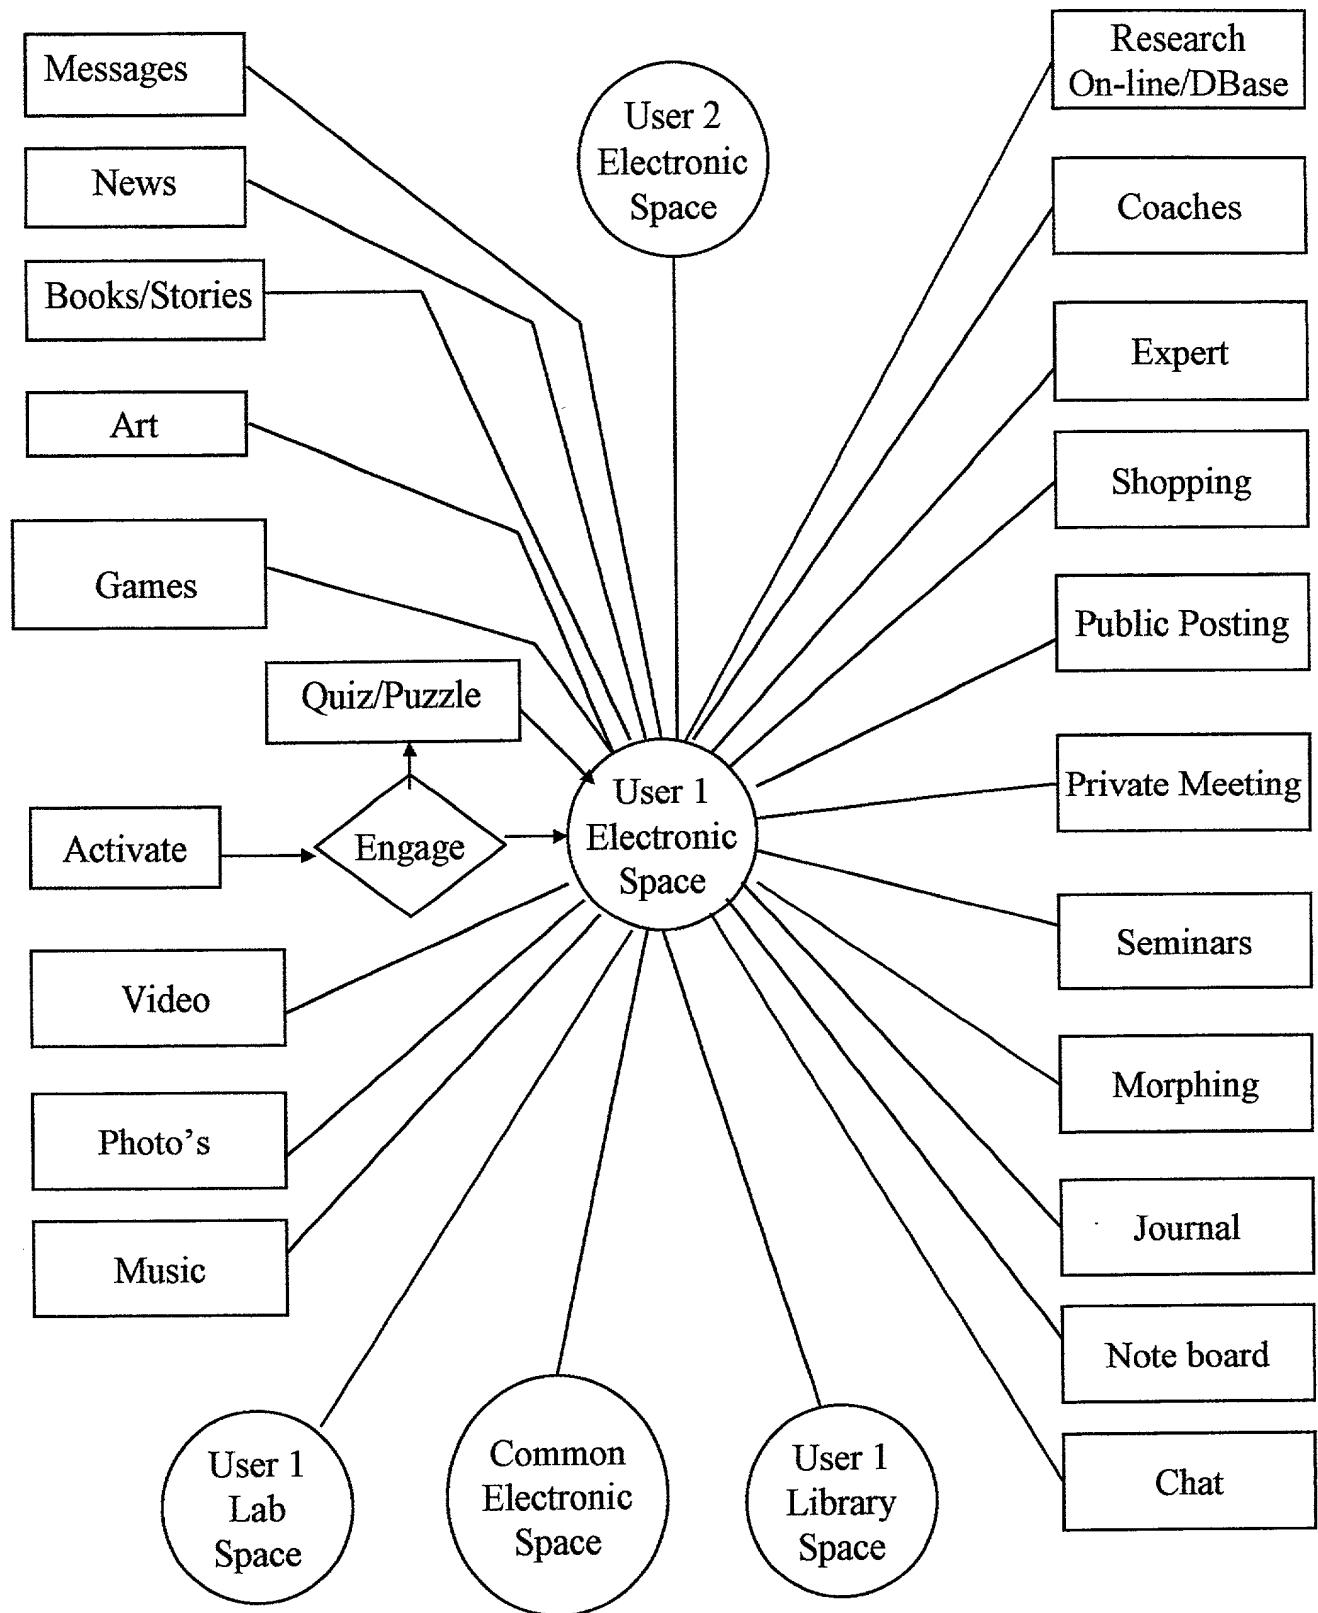 Messages
News
Books/Stories
Art
Games
Quiz/Puzzle
Activate
Engage
Video
Photo's
Music
User 2
Electronic
Space
User 1
Electronic
Space
User 1
Lab
Space
Common
Electronic
Space
User 1
Library
Space
Research
On-line/DBase
Coaches
Expert
Shopping
Public Posting
Private Meeting
Seminars
Morphing
Journal
Note board
Chat